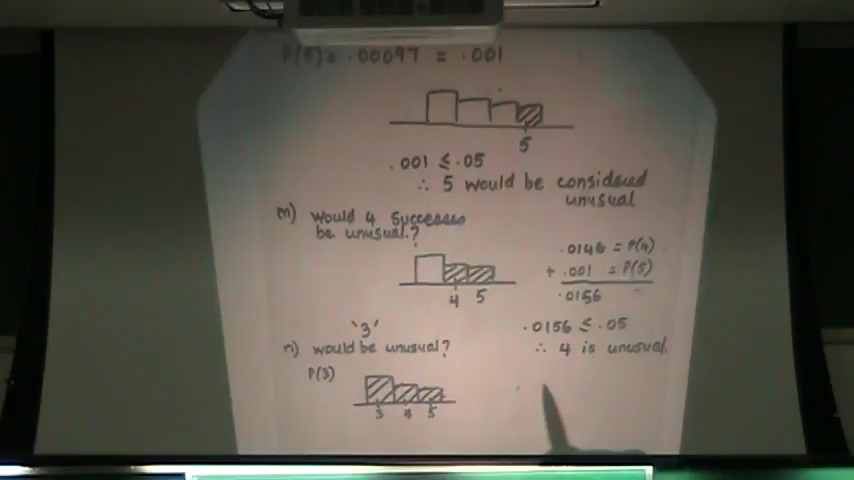 P(5) = .00097 = .001
5
.001 ≤ .05
∴ 5 would be considered
unusual
m) would 4 successes
be unusual?
4 5
.0146 = P(4)
+ .001 = P(5)
.0156
.0156 ≤ .05
∴ 4 is unusual.
'3'
n) would be unusual?
P(3)
3 4 5